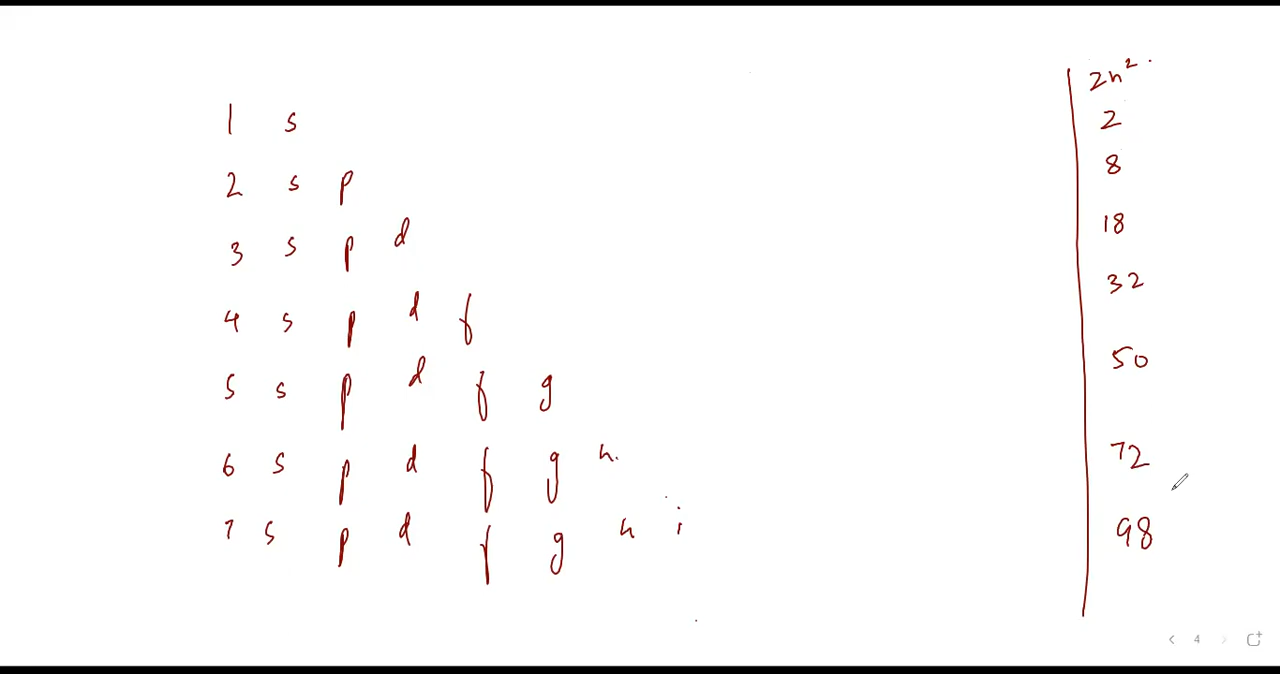 2n²
1 s 2
2 s p 8
3 s p d 18
4 s p d f 32
5 s p d f g 50
6 s p d f g h 72
7 s p d f g h i 98
4